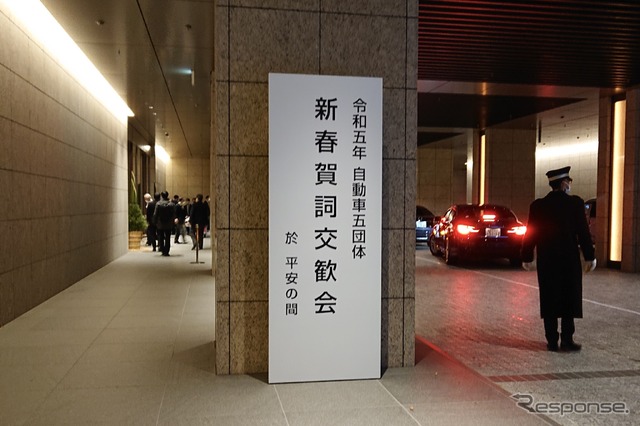 令和五年 自動車五団体
新春賀詞交歓会
於 平安の間
Response.